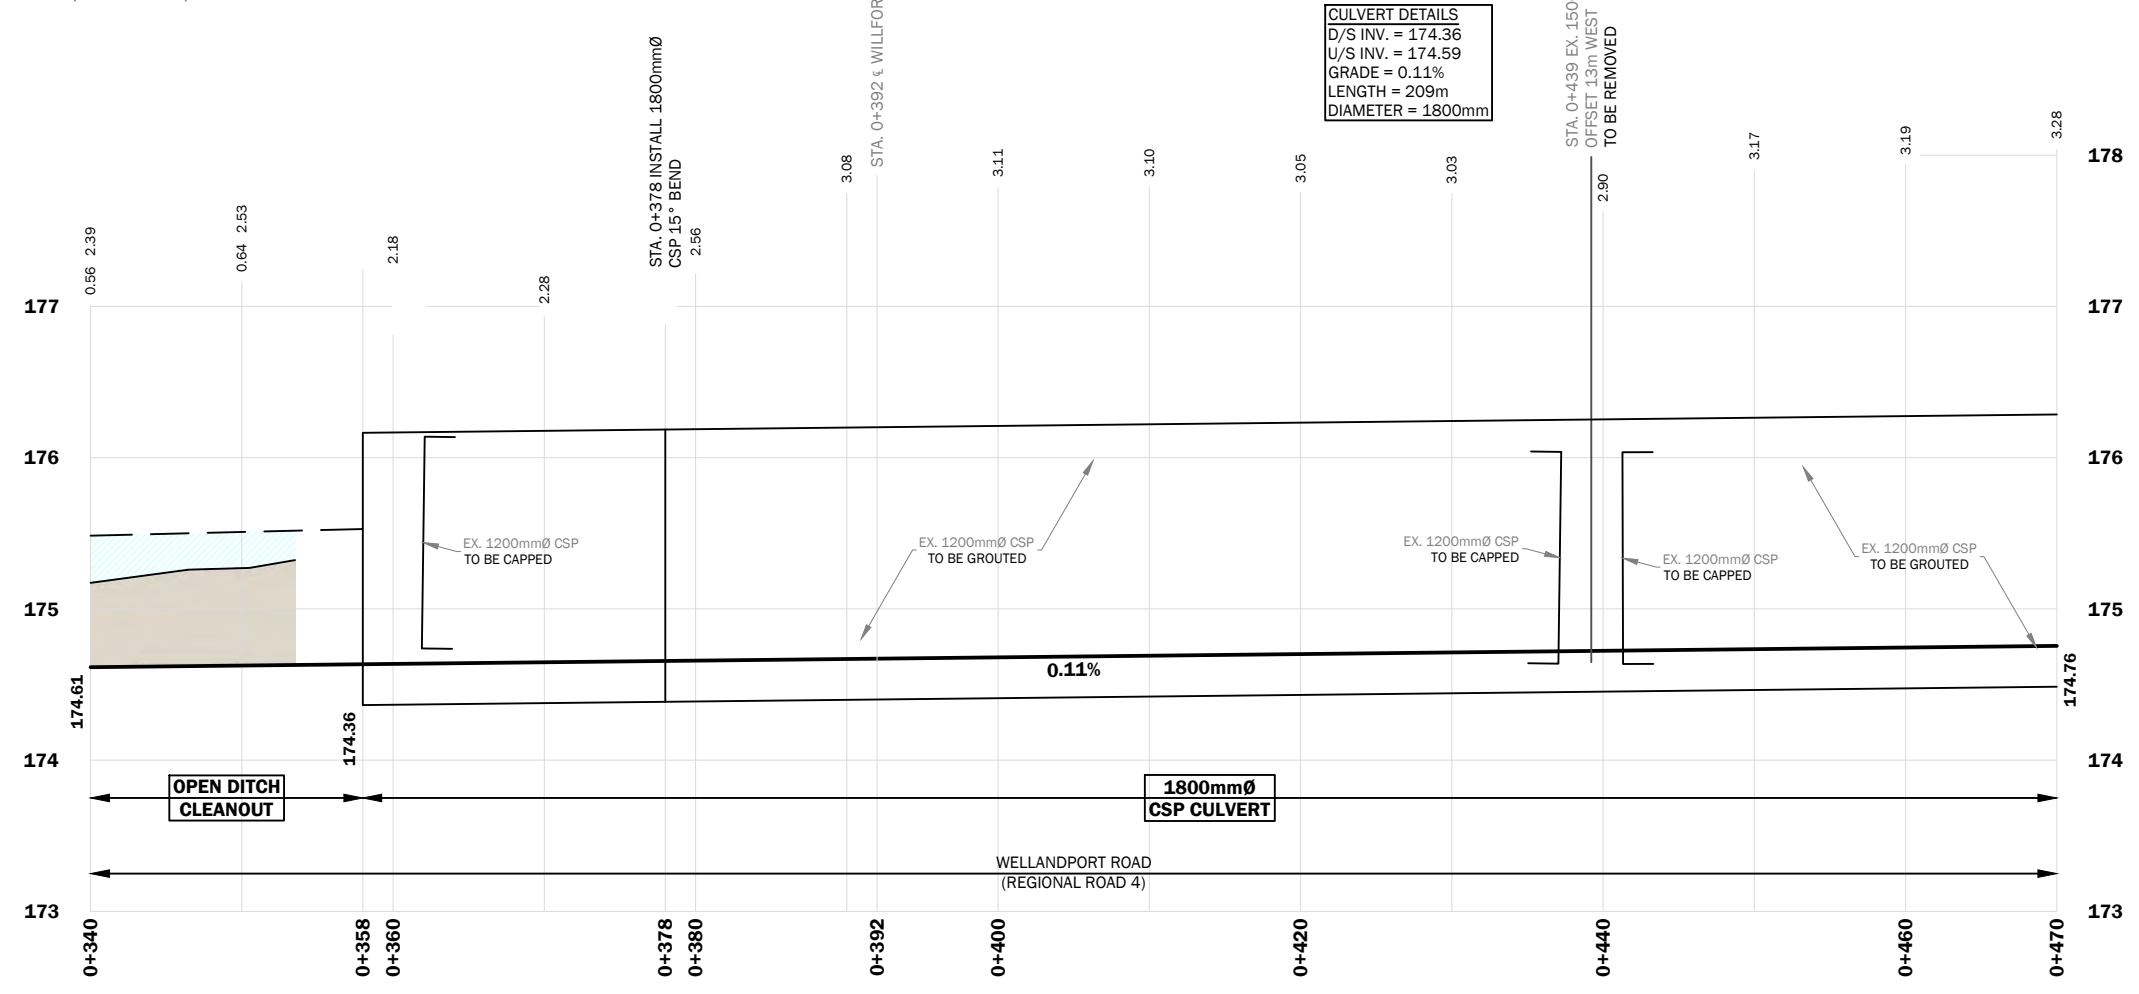 CULVERT DETAILS
D/S INV. = 174.36
U/S INV. = 174.59
GRADE = 0.11%
LENGTH = 209m
DIAMETER = 1800mm
STA. 0+378 INSTALL 1800mmØ
CSP 15° BEND
STA. 0+392 ℄
STA. 0+439 EX.
OFFSET 13m WEST
TO BE REMOVED
0.56 2.39
0.64 2.53
2.18
2.28
2.56
3.08
3.11
3.10
3.05
3.03
2.90
3.17
3.19
3.28
178
177
177
176
176
EX. 1200mmØ CSP
TO BE CAPPED
EX. 1200mmØ CSP
TO BE GROUTED
EX. 1200mmØ CSP
TO BE CAPPED
EX. 1200mmØ CSP
TO BE CAPPED
EX. 1200mmØ CSP
TO BE GROUTED
175
175
0.11%
174.61
174.36
174.76
174
174
OPEN DITCH
CLEANOUT
1800mmØ
CSP CULVERT
WELLANDPORT ROAD
(REGIONAL ROAD 4)
173
173
0+340
0+358
0+360
0+378
0+380
0+392
0+400
0+420
0+440
0+460
0+470